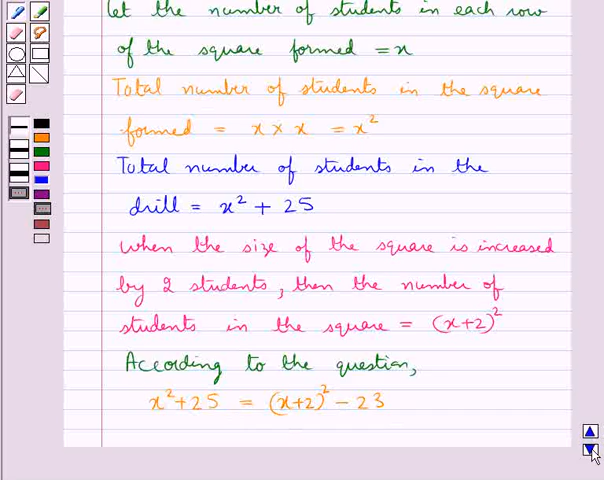 let the number of students in each row
of the square formed = x
Total number of students in the square
formed = x × x = x²
Total number of students in the
drill = x² + 25
When the size of the square is increased
by 2 students, then the number of
students in the square = (x+2)²
According to the question,
x² + 25 = (x+2)² - 23